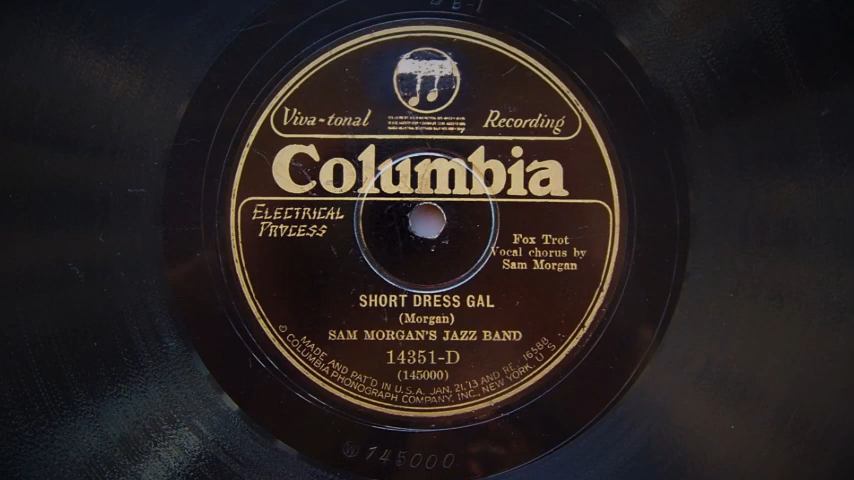 Viva-tonal Recording
Columbia
ELECTRICAL
PROCESS
Fox Trot
Vocal chorus by
Sam Morgan
SHORT DRESS GAL
(Morgan)
SAM MORGAN'S JAZZ BAND
14351-D
(145000)
MADE AND PAT'D IN U.S.A. JAN. 21, '13 AND RE. 16588
© COLUMBIA PHONOGRAPH COMPANY, INC., NEW YORK, U S
W 145000